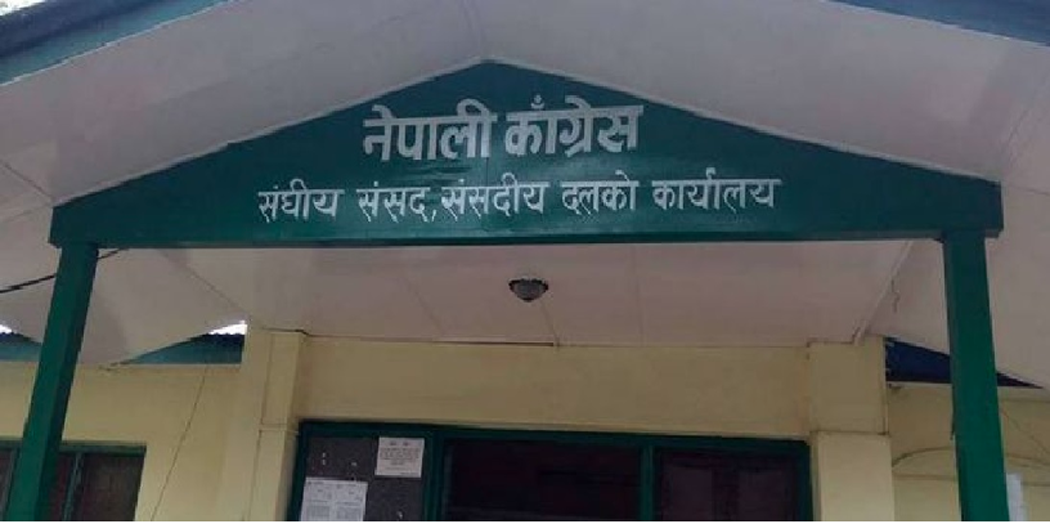 नेपाली काँग्रेस
संघीय संसद, संसदीय दलको कार्यालय